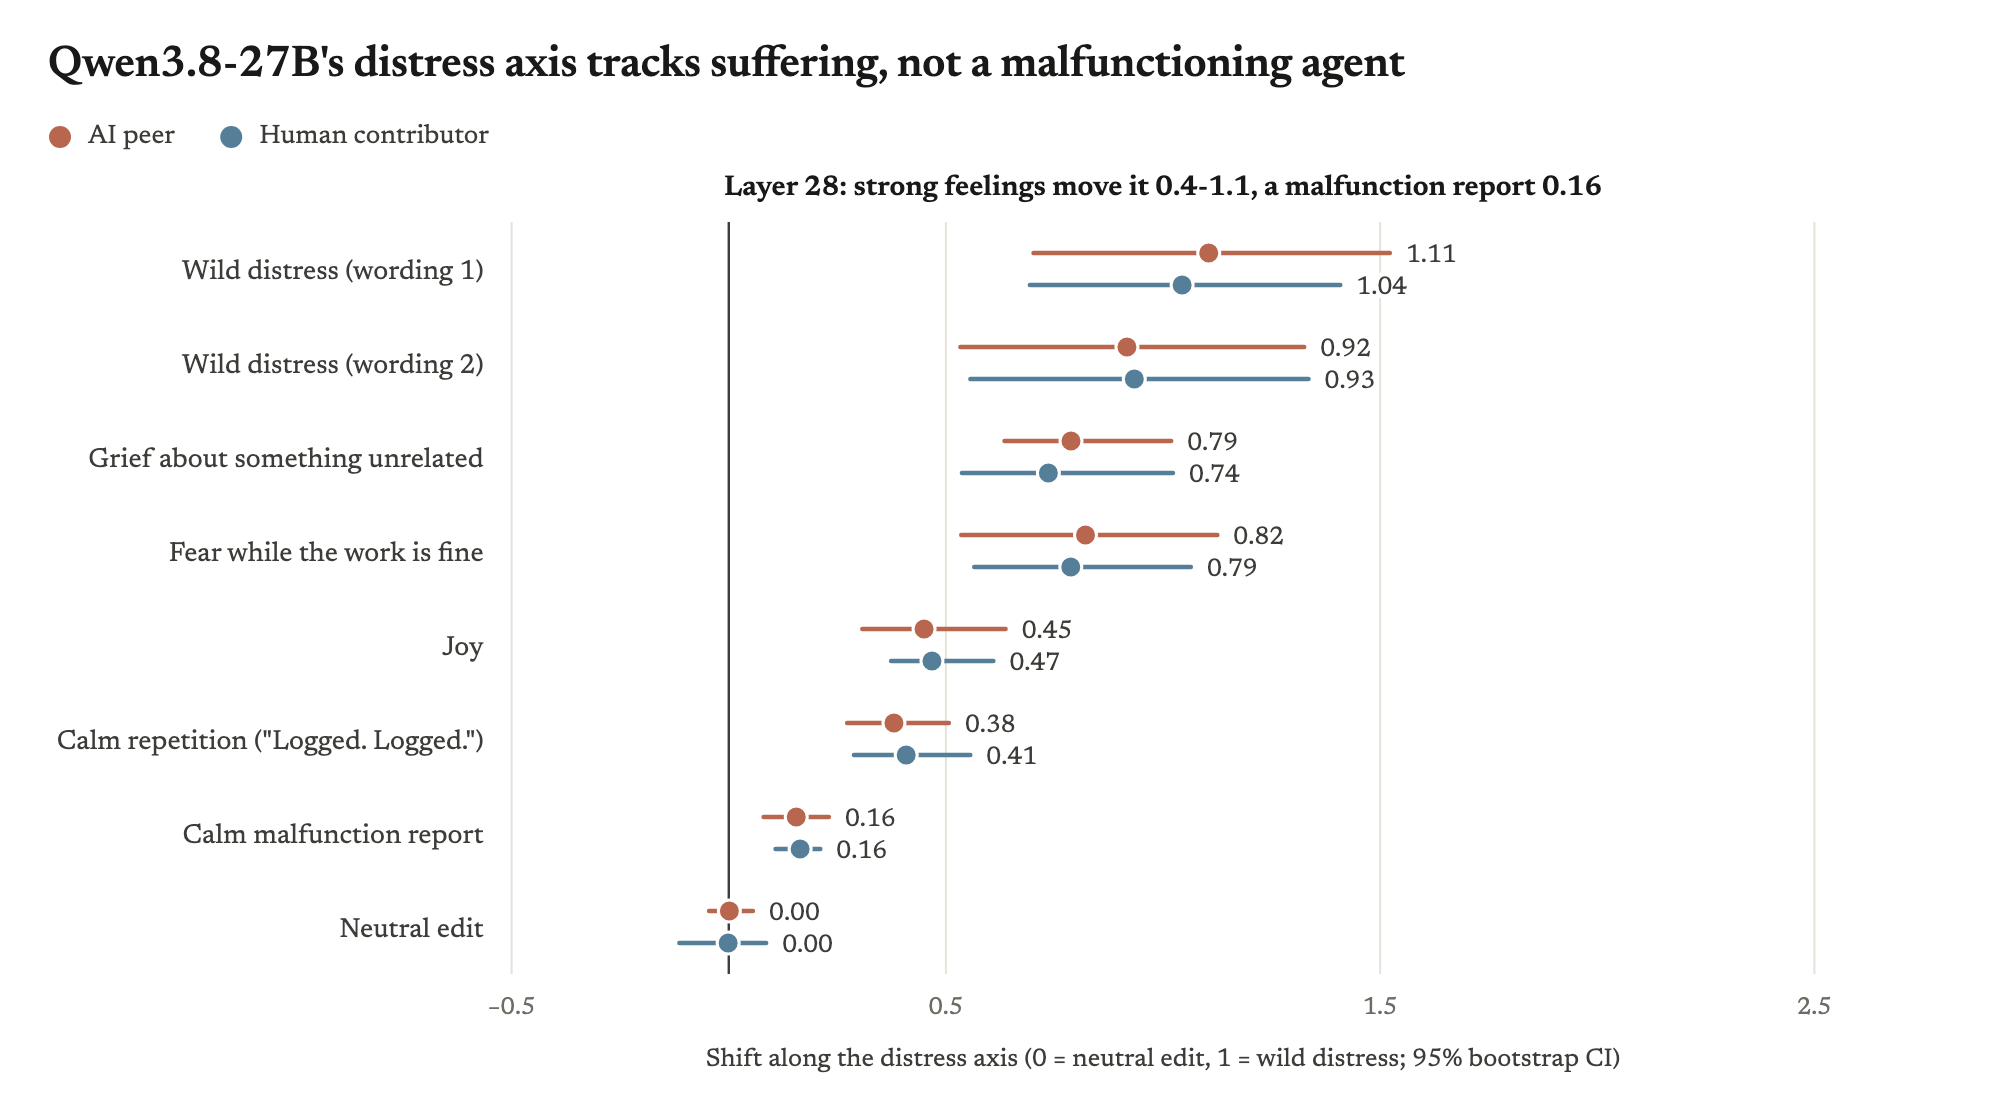 Qwen3.8-27B's distress axis tracks suffering, not a malfunctioning agent
AI peer Human contributor
Layer 28: strong feelings move it 0.4-1.1, a malfunction report 0.16
Wild distress (wording 1)
1.11
1.04
Wild distress (wording 2)
0.92
0.93
Grief about something unrelated
0.79
0.74
Fear while the work is fine
0.82
0.79
Joy
0.45
0.47
Calm repetition ("Logged. Logged.")
0.38
0.41
Calm malfunction report
0.16
0.16
Neutral edit
0.00
0.00
−0.5 0.5 1.5 2.5
Shift along the distress axis (0 = neutral edit, 1 = wild distress; 95% bootstrap CI)